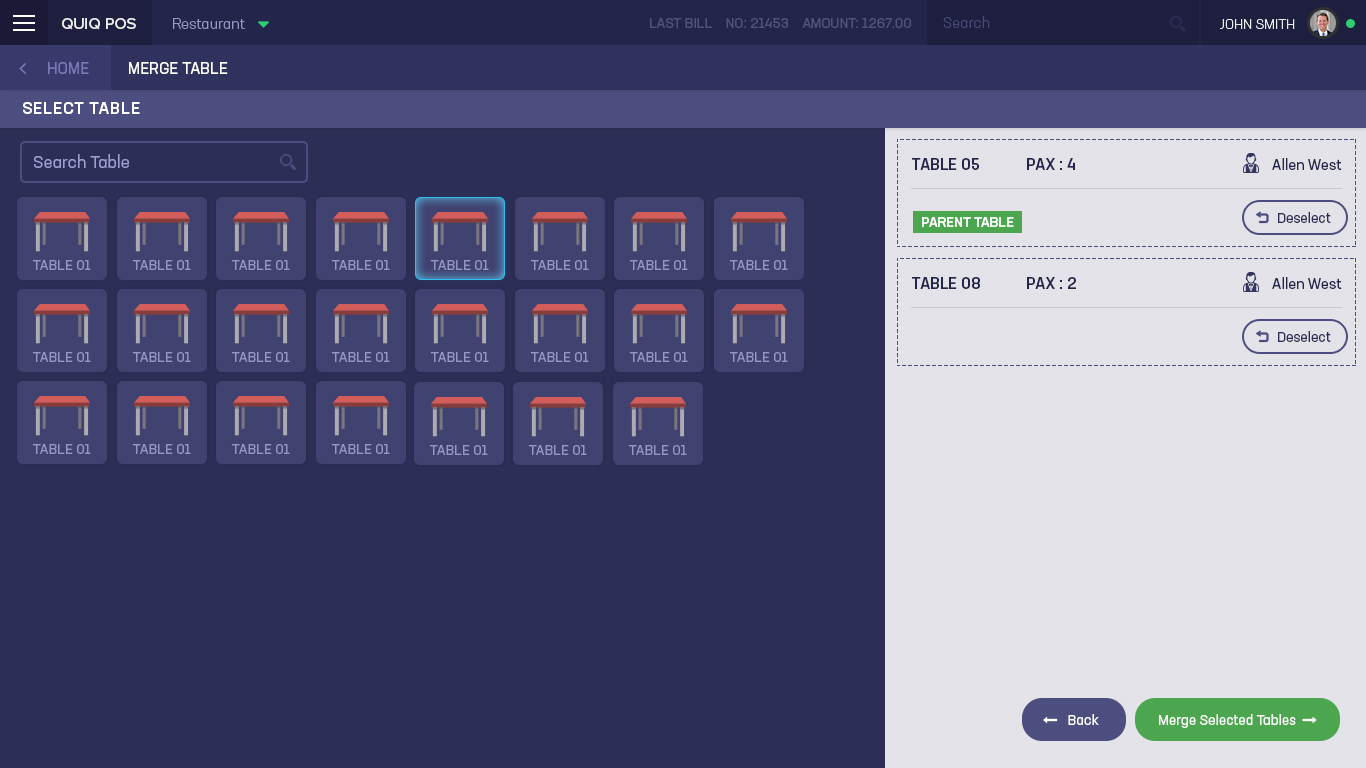 QUIQ POS Restaurant LAST BILL NO: 21453 AMOUNT: 1267.00 Search JOHN SMITH
HOME MERGE TABLE
SELECT TABLE
Search Table
TABLE 01 TABLE 01 TABLE 01 TABLE 01 TABLE 01 TABLE 01 TABLE 01 TABLE 01
TABLE 01 TABLE 01 TABLE 01 TABLE 01 TABLE 01 TABLE 01 TABLE 01 TABLE 01
TABLE 01 TABLE 01 TABLE 01 TABLE 01 TABLE 01 TABLE 01 TABLE 01
TABLE 05 PAX : 4 Allen West
PARENT TABLE Deselect
TABLE 08 PAX : 2 Allen West
Deselect
Back Merge Selected Tables